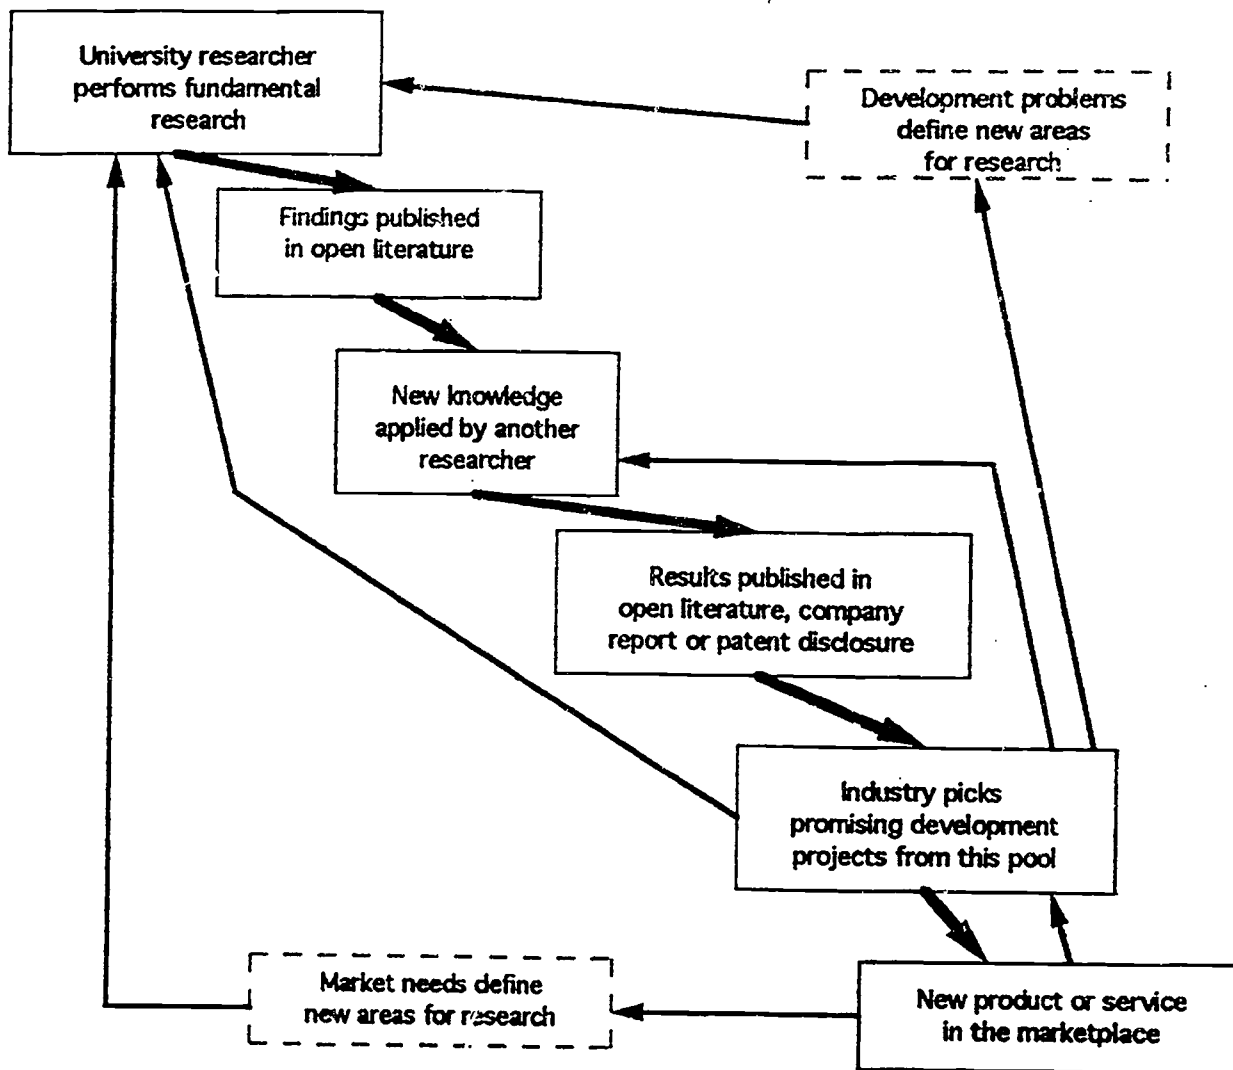 University researcher
performs fundamental
research
Development problems
define new areas
for research
Findings published
in open literature
New knowledge
applied by another
researcher
Results published in
open literature, company
report or patent disclosure
Industry picks
promising development
projects from this pool
Market needs define
new areas for research
New product or service
in the marketplace